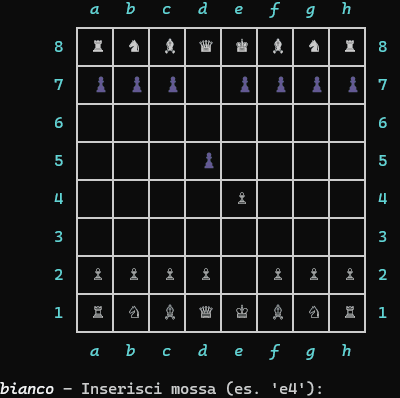 a b c d e f g h
8 ♜ ♞ ♝ ♛ ♚ ♝ ♞ ♜ 8
7 ♟ ♟ ♟ ♟ ♟ ♟ ♟ 7
6 6
5 ♟ 5
4 ♙ 4
3 3
2 ♙ ♙ ♙ ♙ ♙ ♙ ♙ 2
1 ♖ ♘ ♗ ♕ ♔ ♗ ♘ ♖ 1
a b c d e f g h
bianco – Inserisci mossa (es. 'e4'):